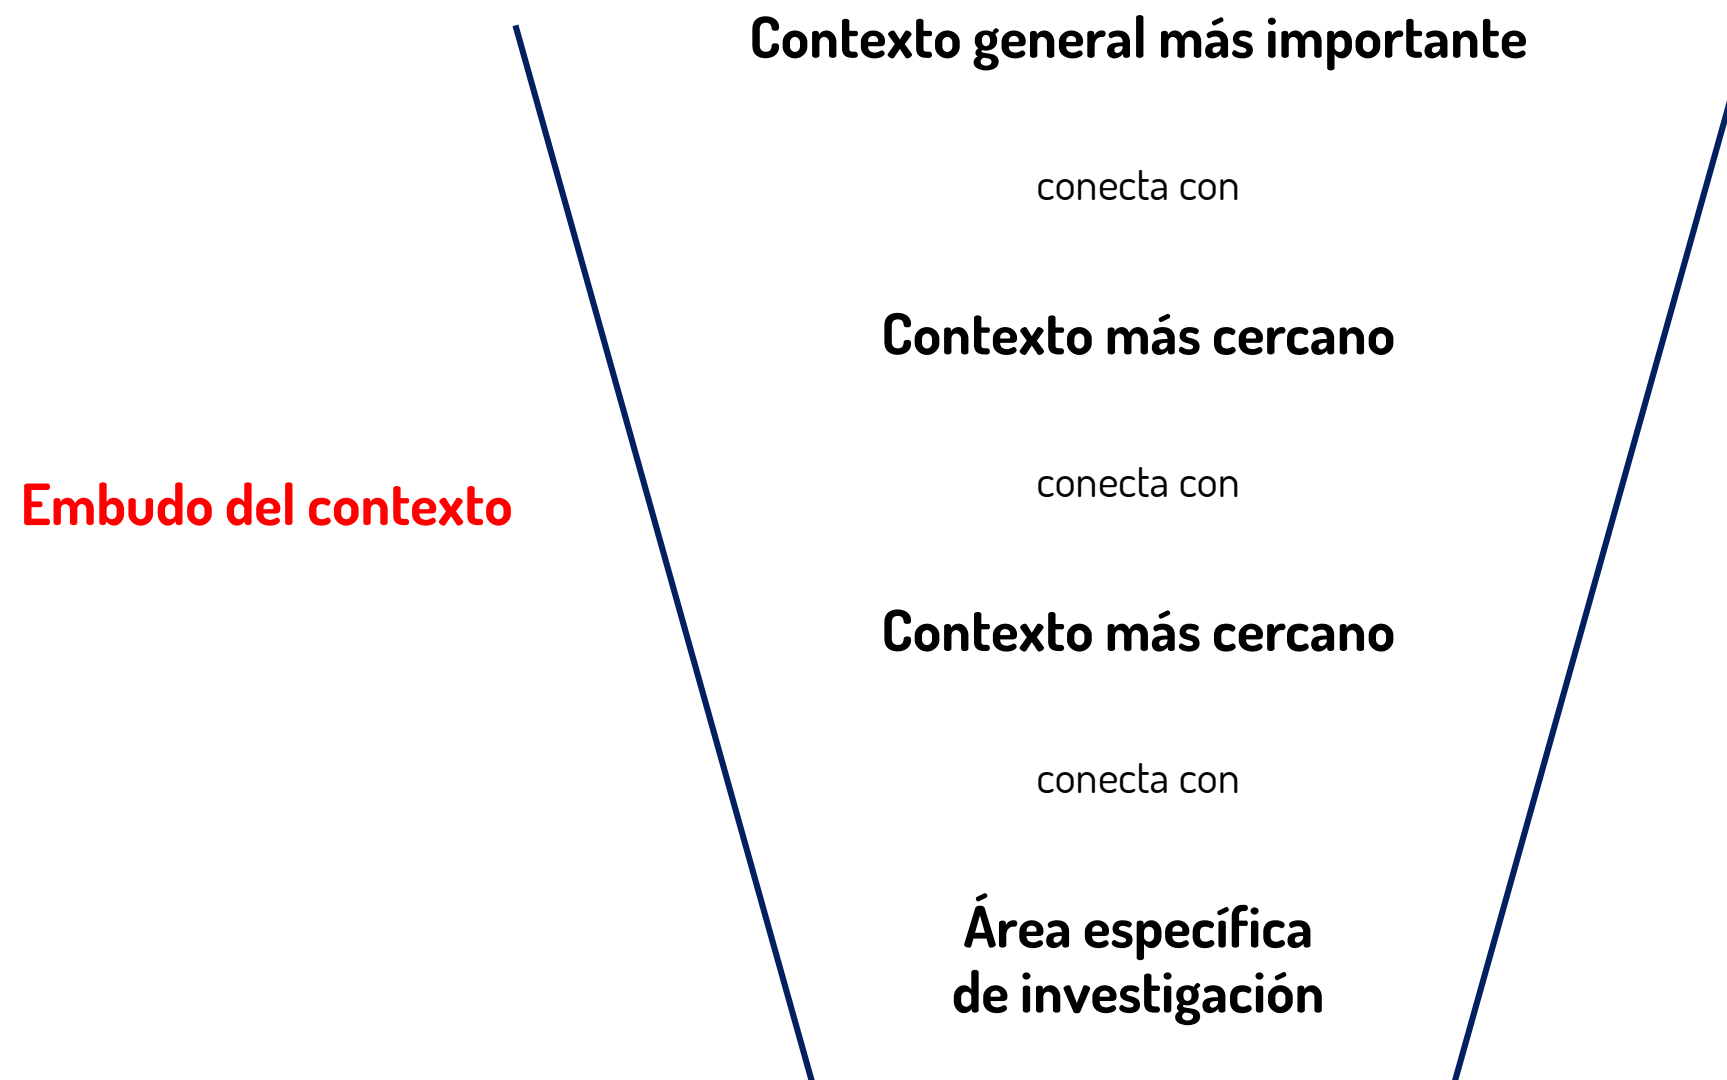 Contexto general más importante
conecta con
Contexto más cercano
conecta con
Embudo del contexto
Contexto más cercano
conecta con
Área específica
de investigación